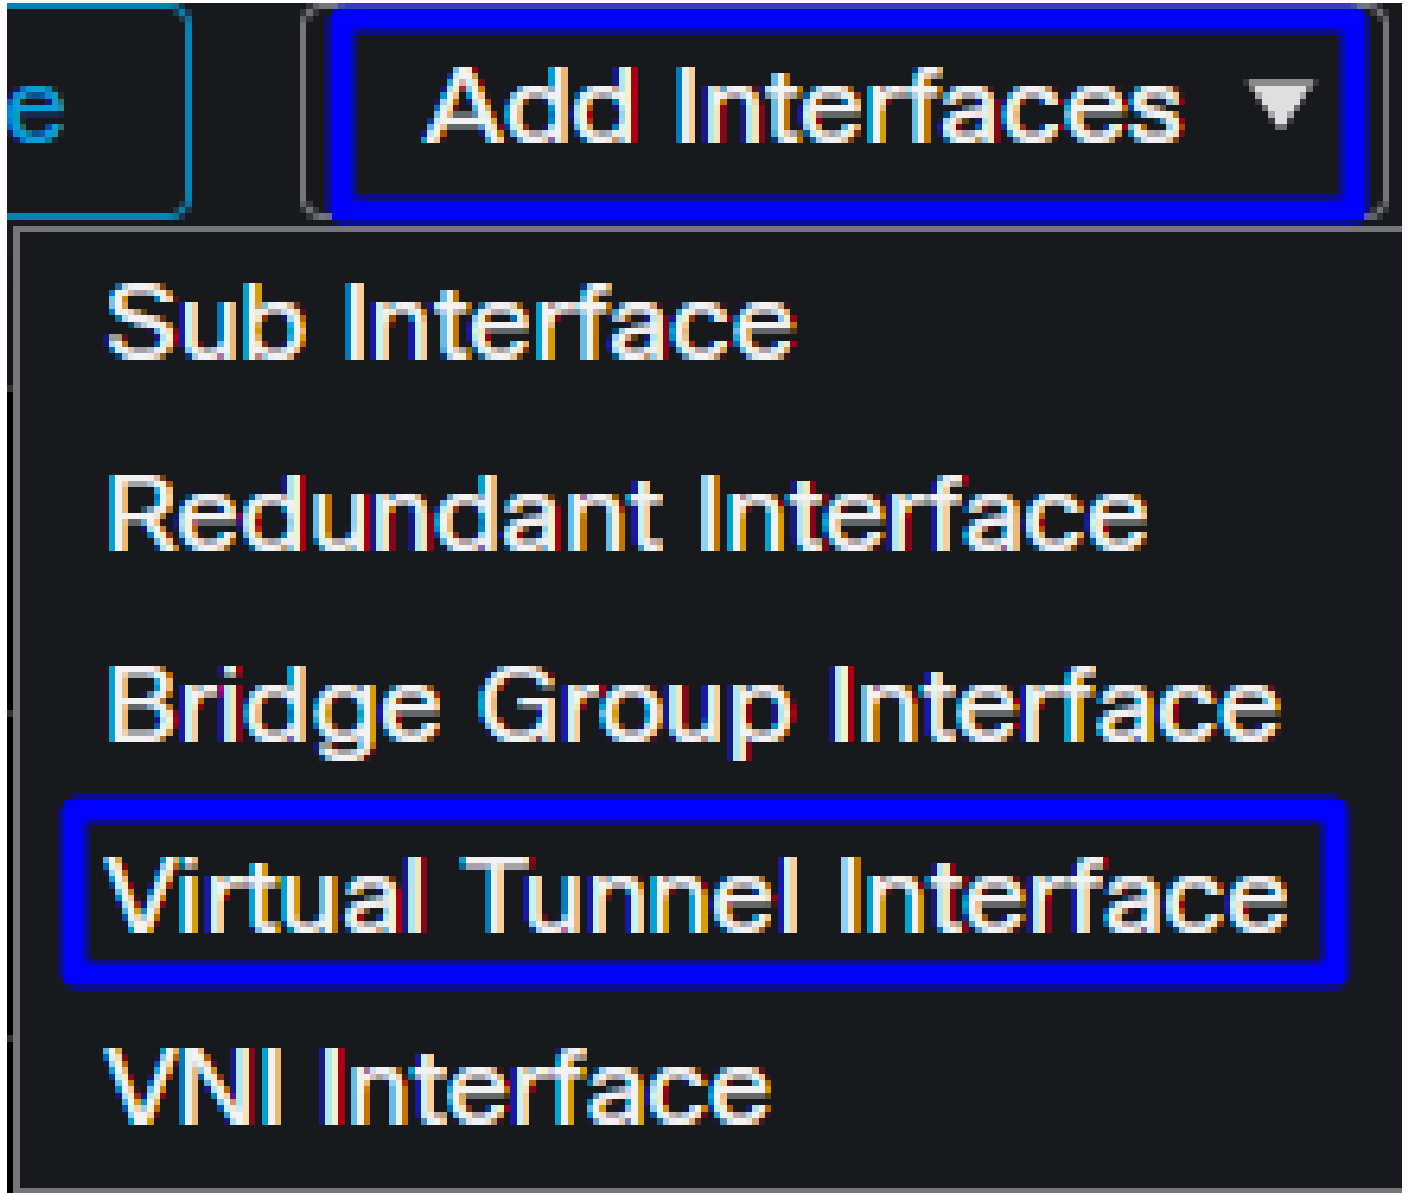 e Add Interfaces
Sub Interface
Redundant Interface
Bridge Group Interface
Virtual Tunnel Interface
VNI Interface